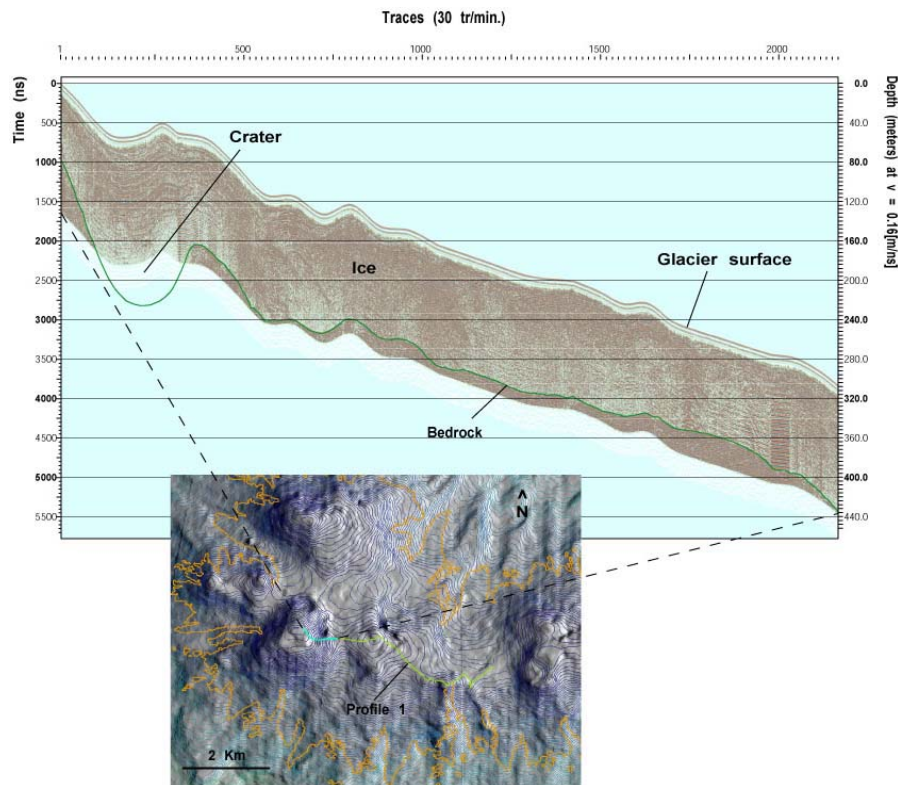 Traces (30 tr/min.)
1 500 1000 1500 2000
Time (ns)
0
500
1000
1500
2000
2500
3000
3500
4000
4500
5000
5500
Depth (meters) at v = 0.16[m/ns]
0.0
40.0
80.0
120.0
160.0
200.0
240.0
280.0
320.0
360.0
400.0
440.0
Crater
Ice
Glacier surface
Bedrock
N
Profile 1
2 Km